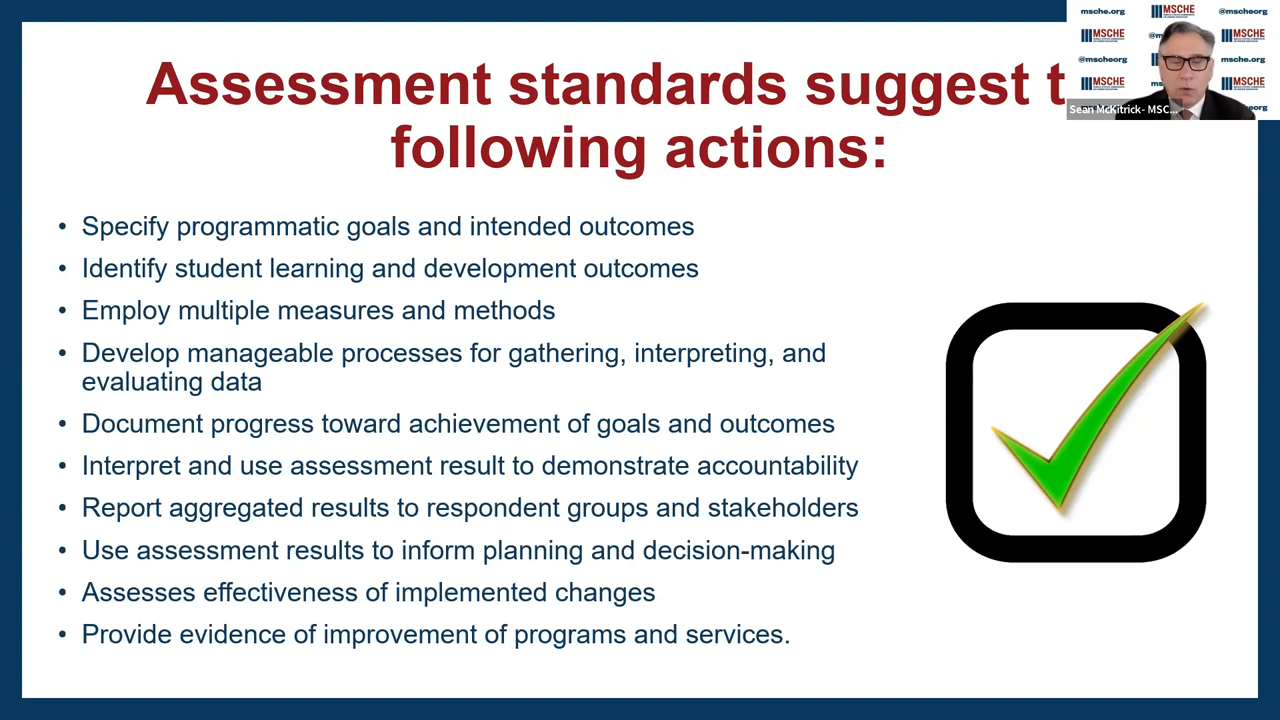 Assessment standards suggest t
following actions:
• Specify programmatic goals and intended outcomes
• Identify student learning and development outcomes
• Employ multiple measures and methods
• Develop manageable processes for gathering, interpreting, and
evaluating data
• Document progress toward achievement of goals and outcomes
• Interpret and use assessment result to demonstrate accountability
• Report aggregated results to respondent groups and stakeholders
• Use assessment results to inform planning and decision-making
• Assesses effectiveness of implemented changes
• Provide evidence of improvement of programs and services.
msche.org MSCHE @mscheorg
MSCHE @m MSCHE
@mscheorg msche.org
MSCHE MSCHE
Sean McKitrick- MSC... eorg